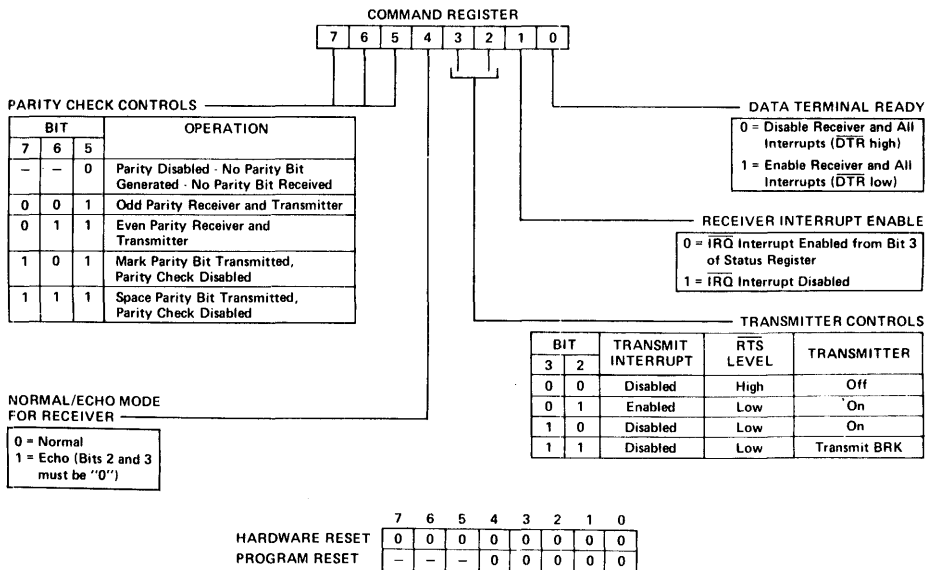 COMMAND REGISTER
7 6 5 4 3 2 1 0
PARITY CHECK CONTROLS
BIT OPERATION
7 6 5
– – 0 Parity Disabled - No Parity Bit
Generated - No Parity Bit Received
0 0 1 Odd Parity Receiver and Transmitter
0 1 1 Even Parity Receiver and
Transmitter
1 0 1 Mark Parity Bit Transmitted,
Parity Check Disabled
1 1 1 Space Parity Bit Transmitted,
Parity Check Disabled
NORMAL/ECHO MODE
FOR RECEIVER
0 = Normal
1 = Echo (Bits 2 and 3
must be "0")
DATA TERMINAL READY
0 = Disable Receiver and All
Interrupts (D̅T̅R̅ high)
1 = Enable Receiver and All
Interrupts (D̅T̅R̅ low)
RECEIVER INTERRUPT ENABLE
0 = I̅R̅Q̅ Interrupt Enabled from Bit 3
of Status Register
1 = I̅R̅Q̅ Interrupt Disabled
TRANSMITTER CONTROLS
BIT TRANSMIT INTERRUPT R̅T̅S̅ LEVEL TRANSMITTER
3 2
0 0 Disabled High Off
0 1 Enabled Low On
1 0 Disabled Low On
1 1 Disabled Low Transmit BRK
7 6 5 4 3 2 1 0
HARDWARE RESET 0 0 0 0 0 0 0 0
PROGRAM RESET – – – 0 0 0 0 0